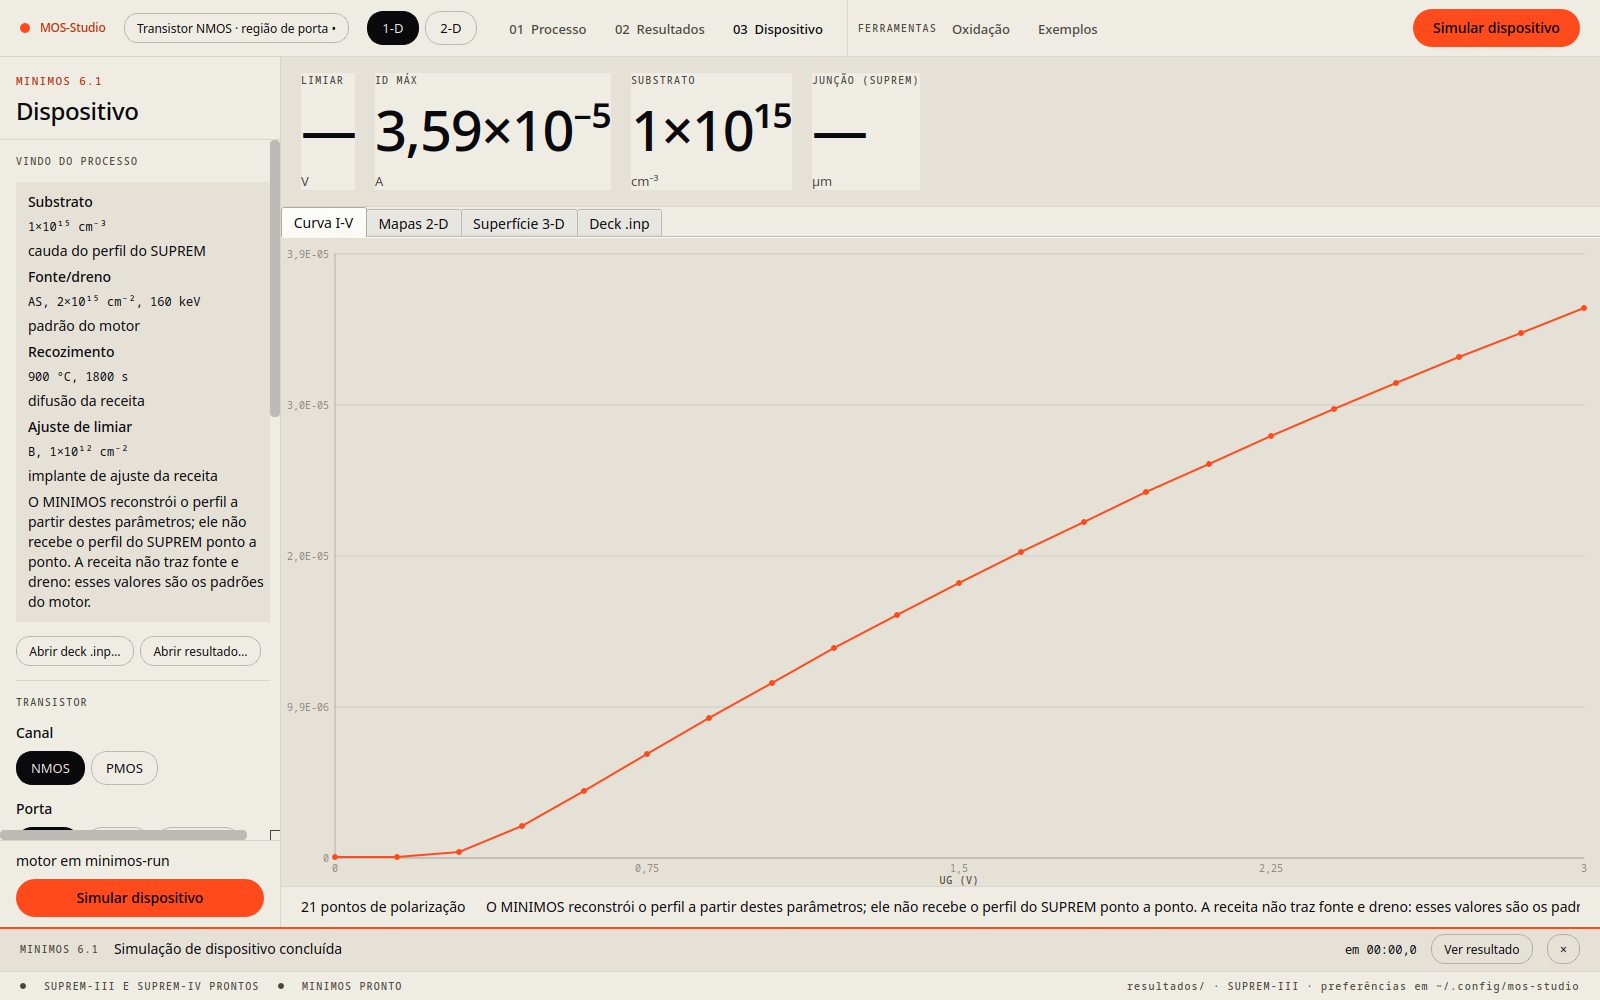 MOS-Studio
Transistor NMOS · região de porta •
1-D
2-D
01 Processo
02 Resultados
03 Dispositivo
FERRAMENTAS
Oxidação
Exemplos
Simular dispositivo
MINIMOS 6.1
Dispositivo
VINDO DO PROCESSO
Substrato
1×10¹⁵ cm⁻³
cauda do perfil do SUPREM
Fonte/dreno
AS, 2×10¹⁵ cm⁻², 160 keV
padrão do motor
Recozimento
900 °C, 1800 s
difusão da receita
Ajuste de limiar
B, 1×10¹² cm⁻²
implante de ajuste da receita
O MINIMOS reconstrói o perfil a
partir destes parâmetros; ele não
recebe o perfil do SUPREM ponto a
ponto. A receita não traz fonte e
dreno: esses valores são os padrões
do motor.
Abrir deck .inp...
Abrir resultado...
TRANSISTOR
Canal
NMOS
PMOS
Porta
motor em minimos-run
Simular dispositivo
LIMIAR
—
V
ID MÁX
3,59×10⁻⁵
A
SUBSTRATO
1×10¹⁵
cm⁻³
JUNÇÃO (SUPREM)
—
µm
Curva I-V
Mapas 2-D
Superfície 3-D
Deck .inp
3,9E-05
3,0E-05
2,0E-05
9,9E-06
0
0
0,75
1,5
2,25
3
UG (V)
21 pontos de polarização
O MINIMOS reconstrói o perfil a partir destes parâmetros; ele não recebe o perfil do SUPREM ponto a ponto. A receita não traz fonte e dreno: esses valores são os padr
MINIMOS 6.1
Simulação de dispositivo concluída
em 00:00,0
Ver resultado
×
SUPREM-III E SUPREM-IV PRONTOS
MINIMOS PRONTO
resultados/ · SUPREM-III · preferências em ~/.config/mos-studio